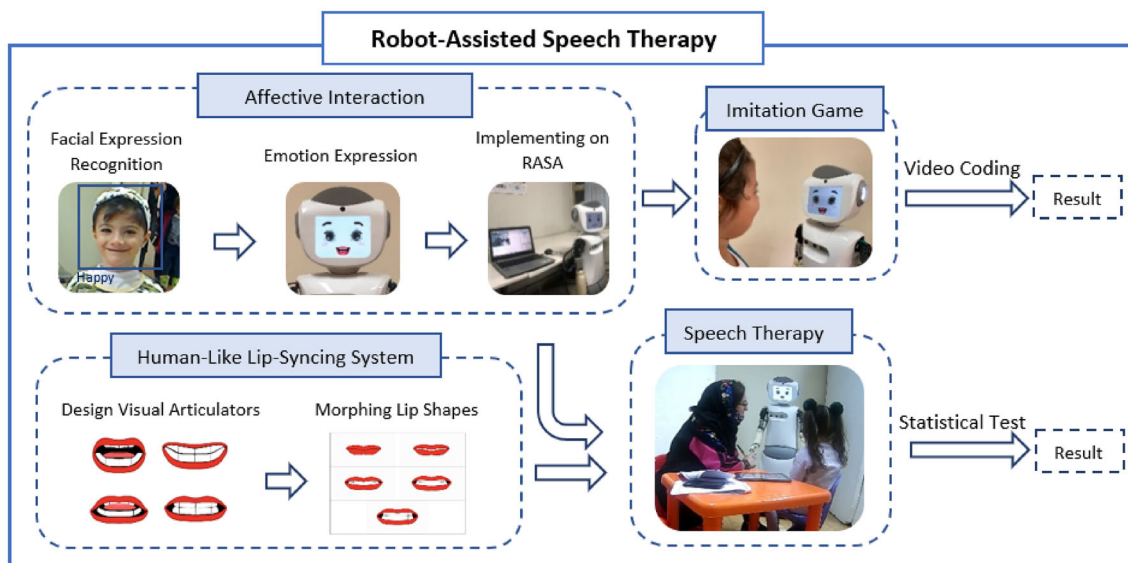 Robot-Assisted Speech Therapy
Affective Interaction
Facial Expression
Recognition
Emotion Expression
Implementing on
RASA
Happy
Imitation Game
Video Coding
Result
Human-Like Lip-Syncing System
Design Visual Articulators
Morphing Lip Shapes
Speech Therapy
Statistical Test
Result